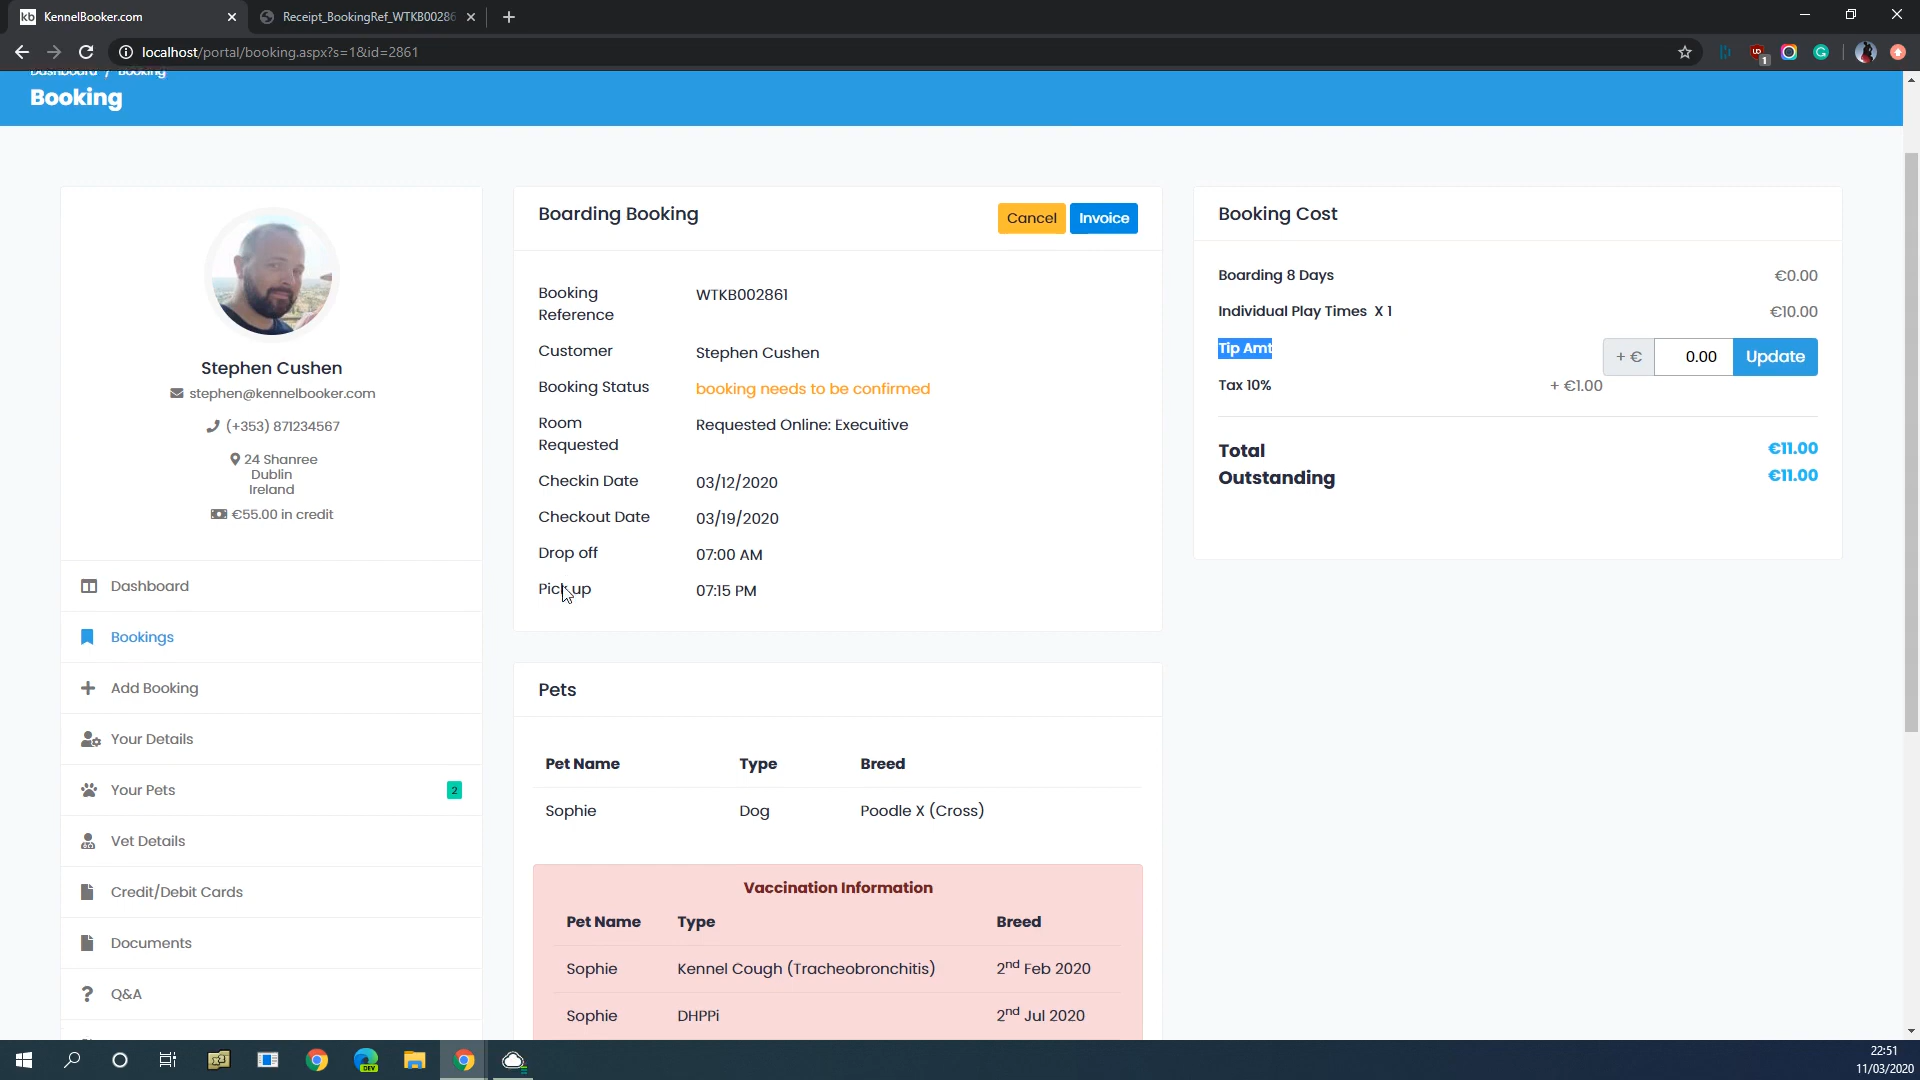 KennelBooker.com
Receipt_BookingRef_WTKB00286
localhost/portal/booking.aspx?s=1&id=2861
Dashboard / Booking
Booking
Stephen Cushen
stephen@kennelbooker.com
(+353) 871234567
24 Shanree
Dublin
Ireland
€55.00 in credit
Dashboard
Bookings
Add Booking
Your Details
Your Pets 2
Vet Details
Credit/Debit Cards
Documents
Q&A
Boarding Booking
Cancel Invoice
Booking Reference WTKB002861
Customer Stephen Cushen
Booking Status booking needs to be confirmed
Room Requested Requested Online: Execuitive
Checkin Date 03/12/2020
Checkout Date 03/19/2020
Drop off 07:00 AM
Pick up 07:15 PM
Pets
Pet Name Type Breed
Sophie Dog Poodle X (Cross)
Vaccination Information
Pet Name Type Breed
Sophie Kennel Cough (Tracheobronchitis) 2nd Feb 2020
Sophie DHPPi 2nd Jul 2020
Booking Cost
Boarding 8 Days €0.00
Individual Play Times X 1 €10.00
Tip Amt + € 0.00 Update
Tax 10% + €1.00
Total €11.00
Outstanding €11.00
22:51
11/03/2020